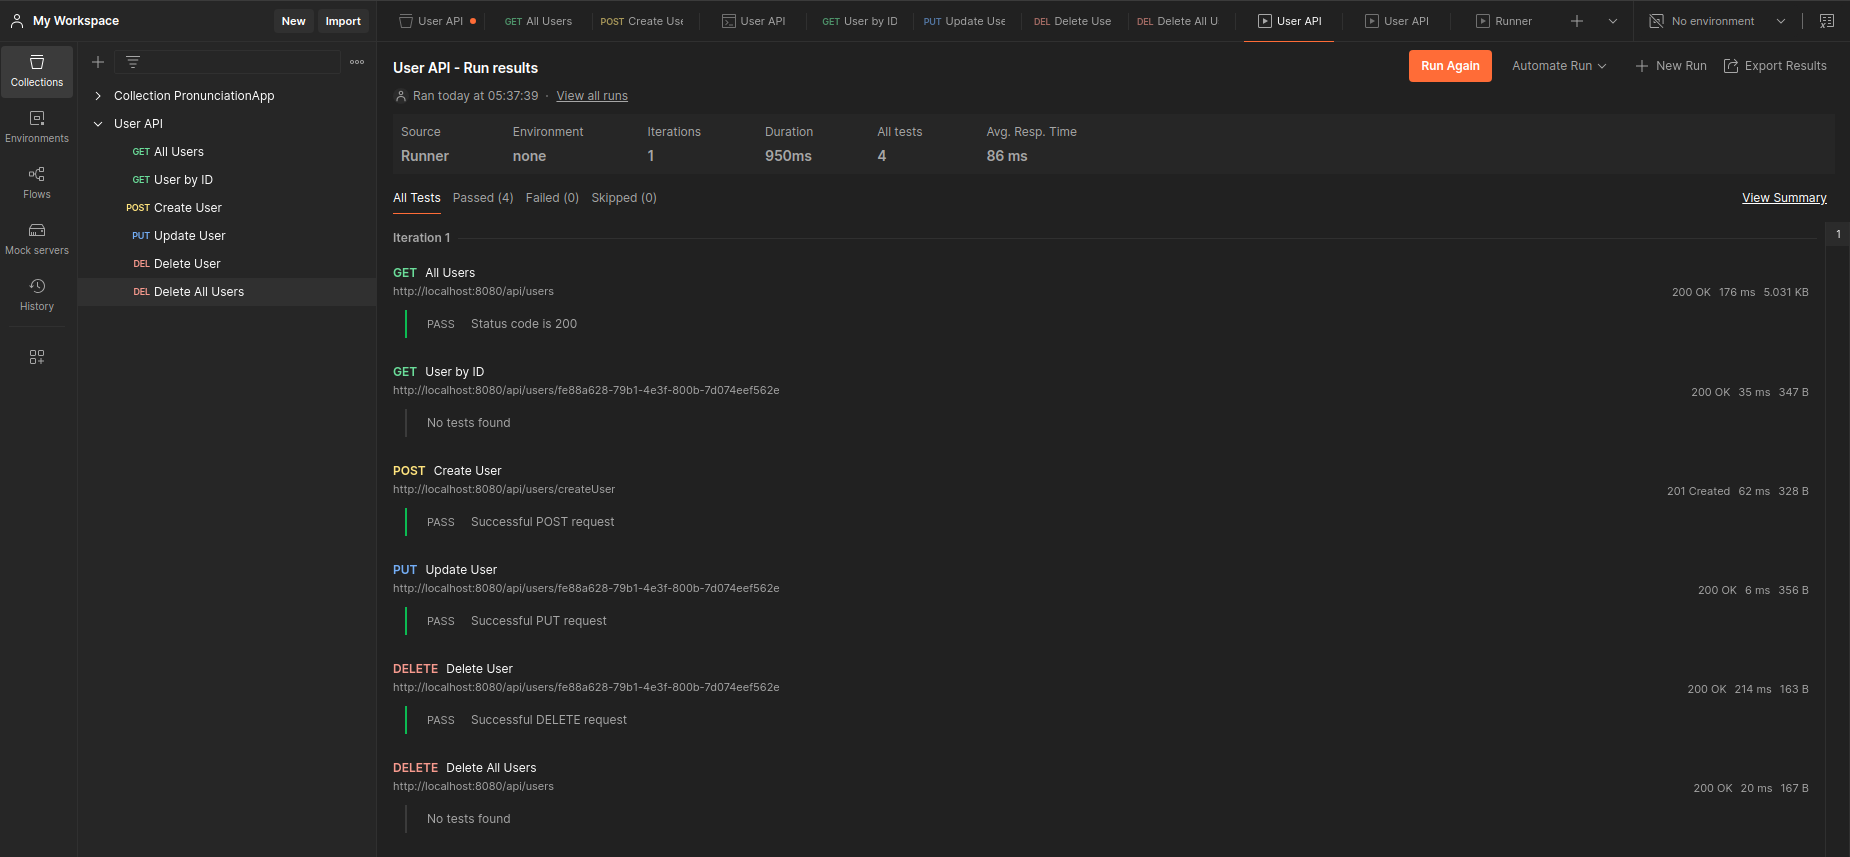 My Workspace
New
Import
User API
GET All Users
POST Create Use
User API
GET User by ID
PUT Update Use
DEL Delete Use
DEL Delete All U
User API
User API
Runner
No environment
Collections
Environments
Flows
Mock servers
History
Collection PronunciationApp
User API
GET All Users
GET User by ID
POST Create User
PUT Update User
DEL Delete User
DEL Delete All Users
User API - Run results
Run Again
Automate Run
New Run
Export Results
Ran today at 05:37:39 · View all runs
Source Environment Iterations Duration All tests Avg. Resp. Time
Runner none 1 950ms 4 86 ms
All Tests Passed (4) Failed (0) Skipped (0) View Summary
Iteration 1
1
GET All Users
http://localhost:8080/api/users
200 OK 176 ms 5.031 KB
PASS Status code is 200
GET User by ID
http://localhost:8080/api/users/fe88a628-79b1-4e3f-800b-7d074eef562e
200 OK 35 ms 347 B
No tests found
POST Create User
http://localhost:8080/api/users/createUser
201 Created 62 ms 328 B
PASS Successful POST request
PUT Update User
http://localhost:8080/api/users/fe88a628-79b1-4e3f-800b-7d074eef562e
200 OK 6 ms 356 B
PASS Successful PUT request
DELETE Delete User
http://localhost:8080/api/users/fe88a628-79b1-4e3f-800b-7d074eef562e
200 OK 214 ms 163 B
PASS Successful DELETE request
DELETE Delete All Users
http://localhost:8080/api/users
200 OK 20 ms 167 B
No tests found